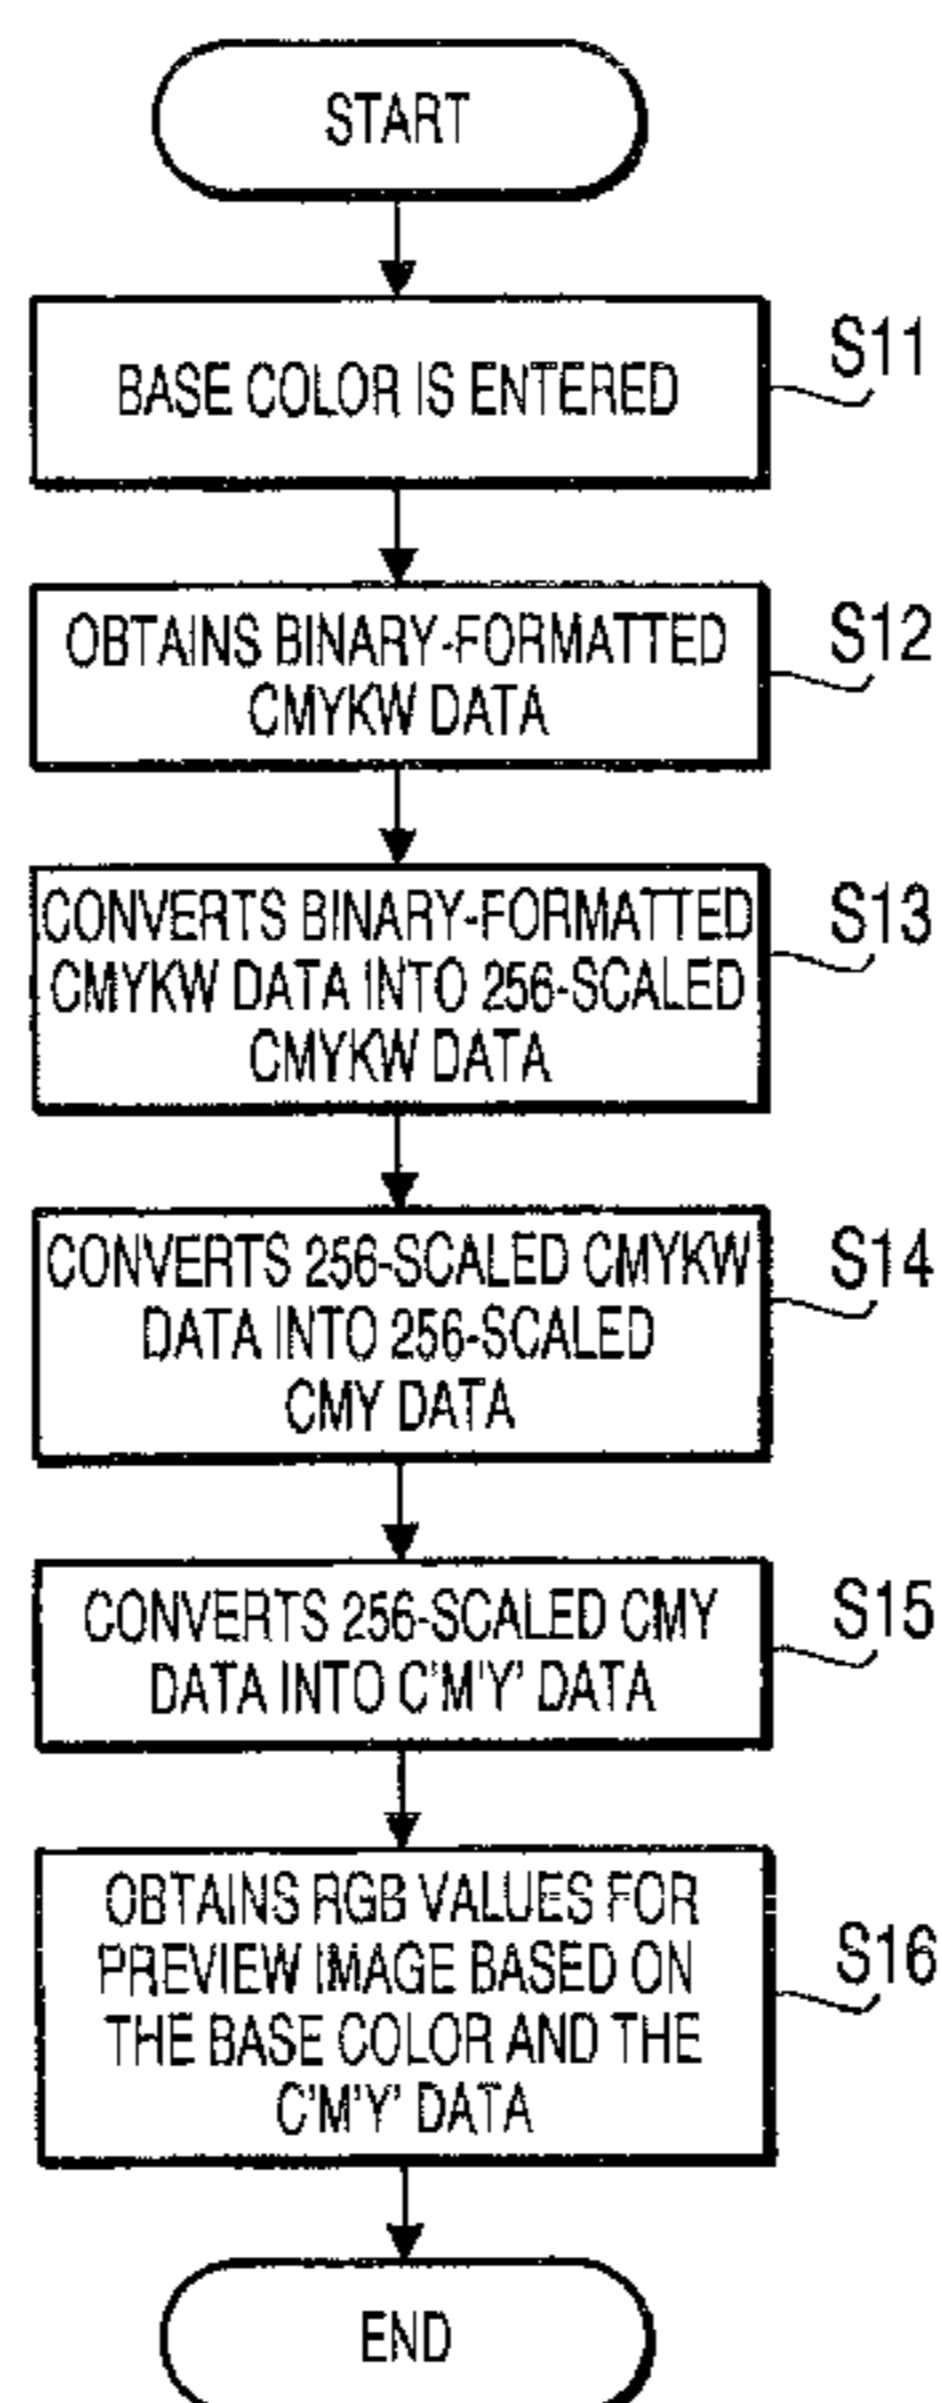 START
BASE COLOR IS ENTERED
S11
OBTAINS BINARY-FORMATTED
CMYKW DATA
S12
CONVERTS BINARY-FORMATTED
CMYKW DATA INTO 256-SCALED
CMYKW DATA
S13
CONVERTS 256-SCALED CMYKW
DATA INTO 256-SCALED
CMY DATA
S14
CONVERTS 256-SCALED CMY
DATA INTO C'M'Y' DATA
S15
OBTAINS RGB VALUES FOR
PREVIEW IMAGE BASED ON
THE BASE COLOR AND THE
C'M'Y' DATA
S16
END